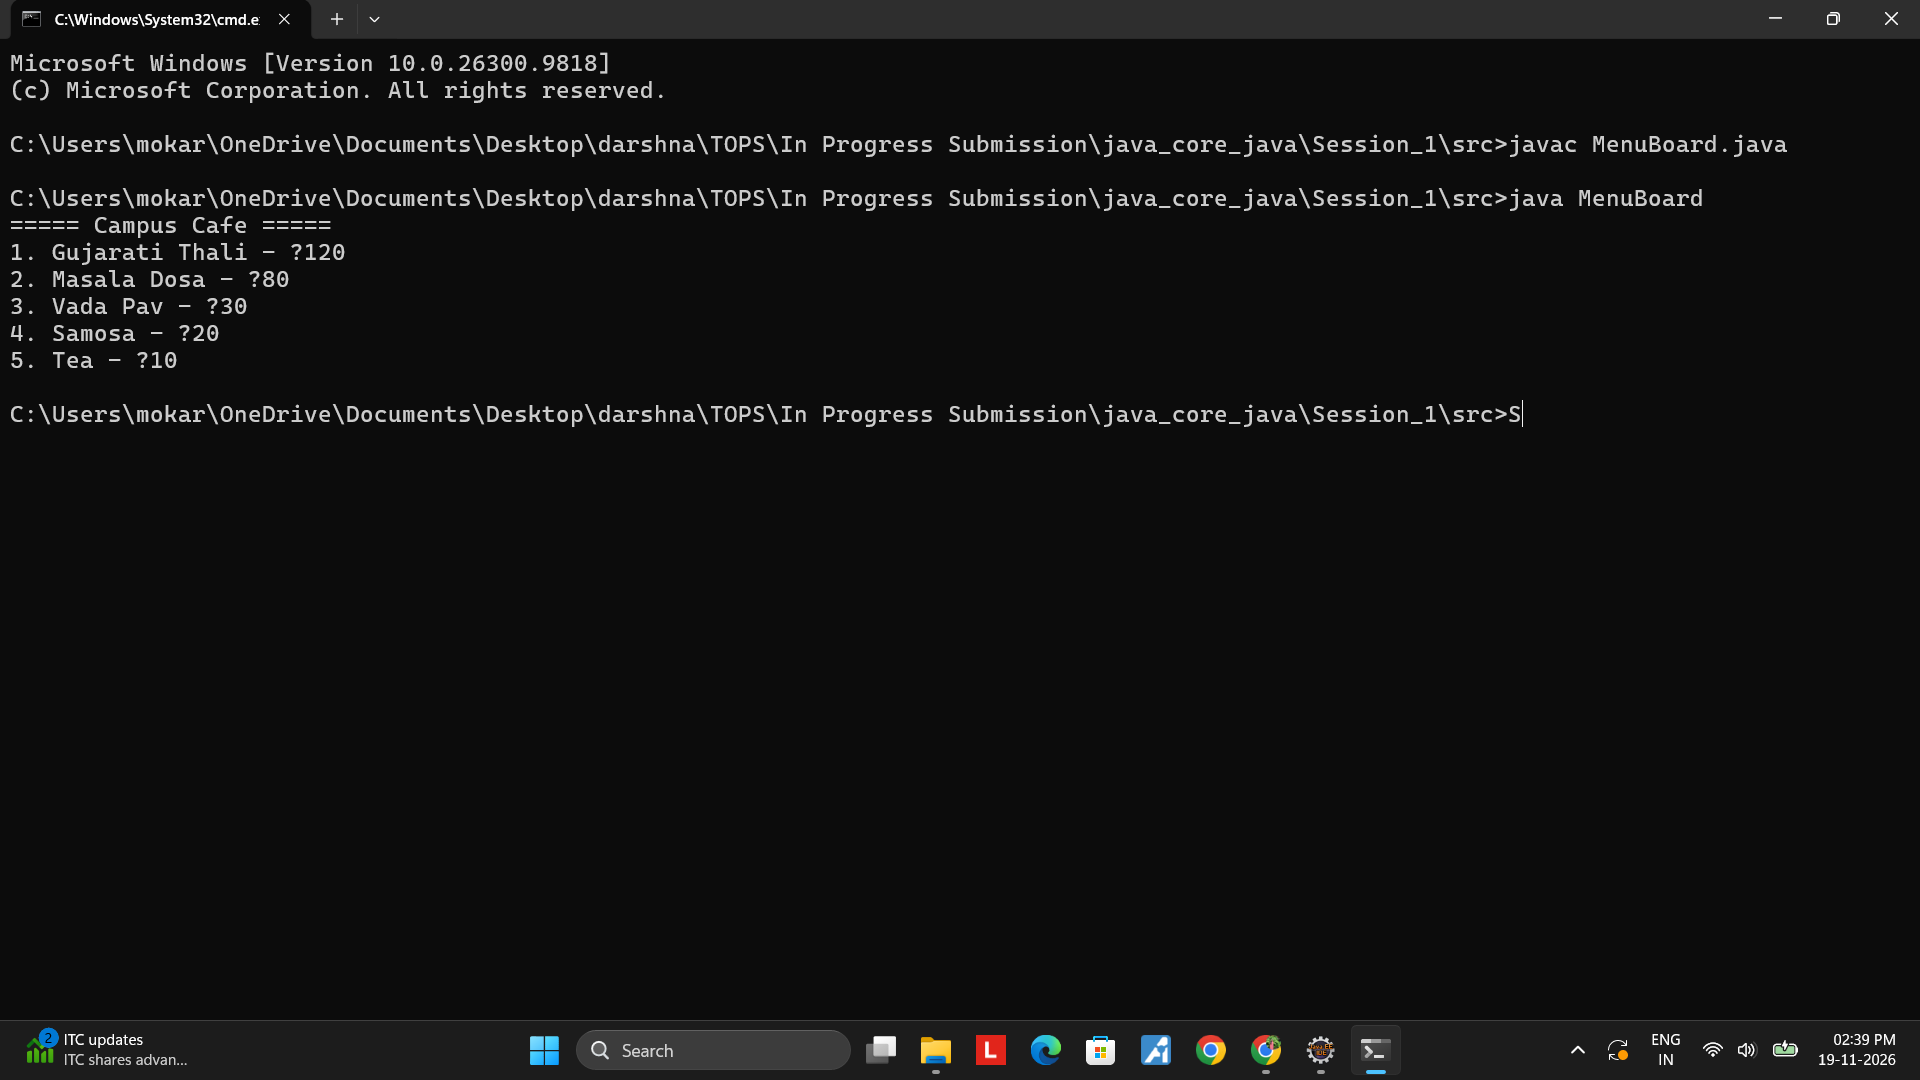 C:\Windows\System32\cmd.e
Microsoft Windows [Version 10.0.26300.9818]
(c) Microsoft Corporation. All rights reserved.
C:\Users\mokar\OneDrive\Documents\Desktop\darshna\TOPS\In Progress Submission\java_core_java\Session_1\src>javac MenuBoard.java
C:\Users\mokar\OneDrive\Documents\Desktop\darshna\TOPS\In Progress Submission\java_core_java\Session_1\src>java MenuBoard
===== Campus Cafe =====
1. Gujarati Thali - ?120
2. Masala Dosa - ?80
3. Vada Pav - ?30
4. Samosa - ?20
5. Tea - ?10
C:\Users\mokar\OneDrive\Documents\Desktop\darshna\TOPS\In Progress Submission\java_core_java\Session_1\src>S
2
ITC updates
ITC shares advan...
Search
L
JAVA EE
IDE
ENG
IN
02:39 PM
19-11-2026